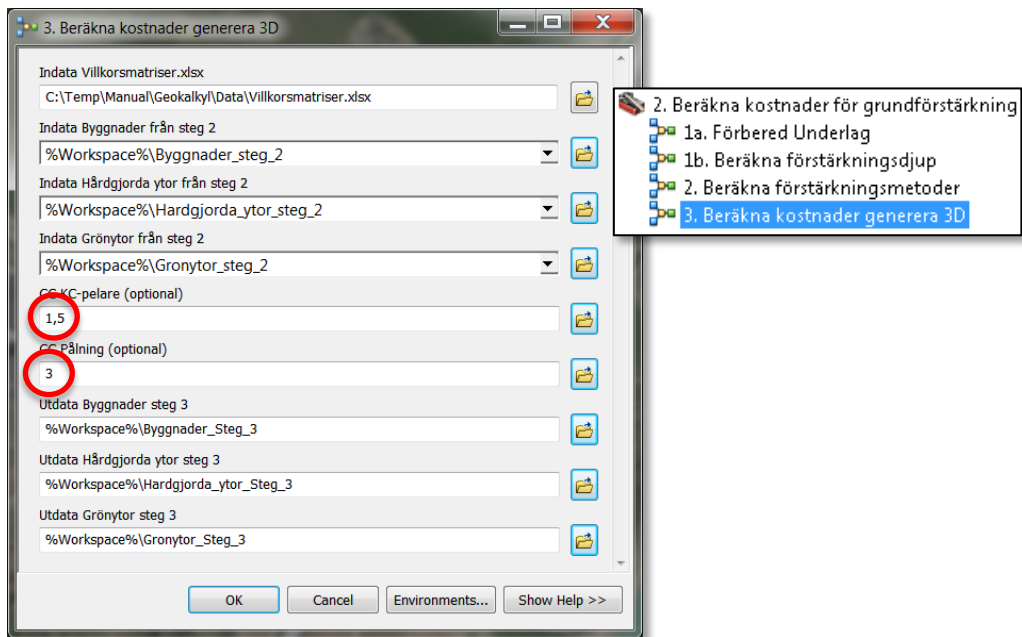 3. Beräkna kostnader generera 3D
Indata Villkorsmatriser.xlsx
C:\Temp\Manual\Geokalkyl\Data\Villkorsmatriser.xlsx
Indata Byggnader från steg 2
%Workspace%\Byggnader_steg_2
Indata Hårdgjorda ytor från steg 2
%Workspace%\Hardgjorda_ytor_steg_2
Indata Grönytor från steg 2
%Workspace%\Gronytor_steg_2
CC KC-pelare (optional)
1,5
CC Pålning (optional)
3
Utdata Byggnader steg 3
%Workspace%\Byggnader_Steg_3
Utdata Hårdgjorda ytor steg 3
%Workspace%\Hardgjorda_ytor_Steg_3
Utdata Grönytor steg 3
%Workspace%\Gronytor_Steg_3
OK
Cancel
Environments...
Show Help >>
2. Beräkna kostnader för grundförstärkning
1a. Förbered Underlag
1b. Beräkna förstärkningsdjup
2. Beräkna förstärkningsmetoder
3. Beräkna kostnader generera 3D